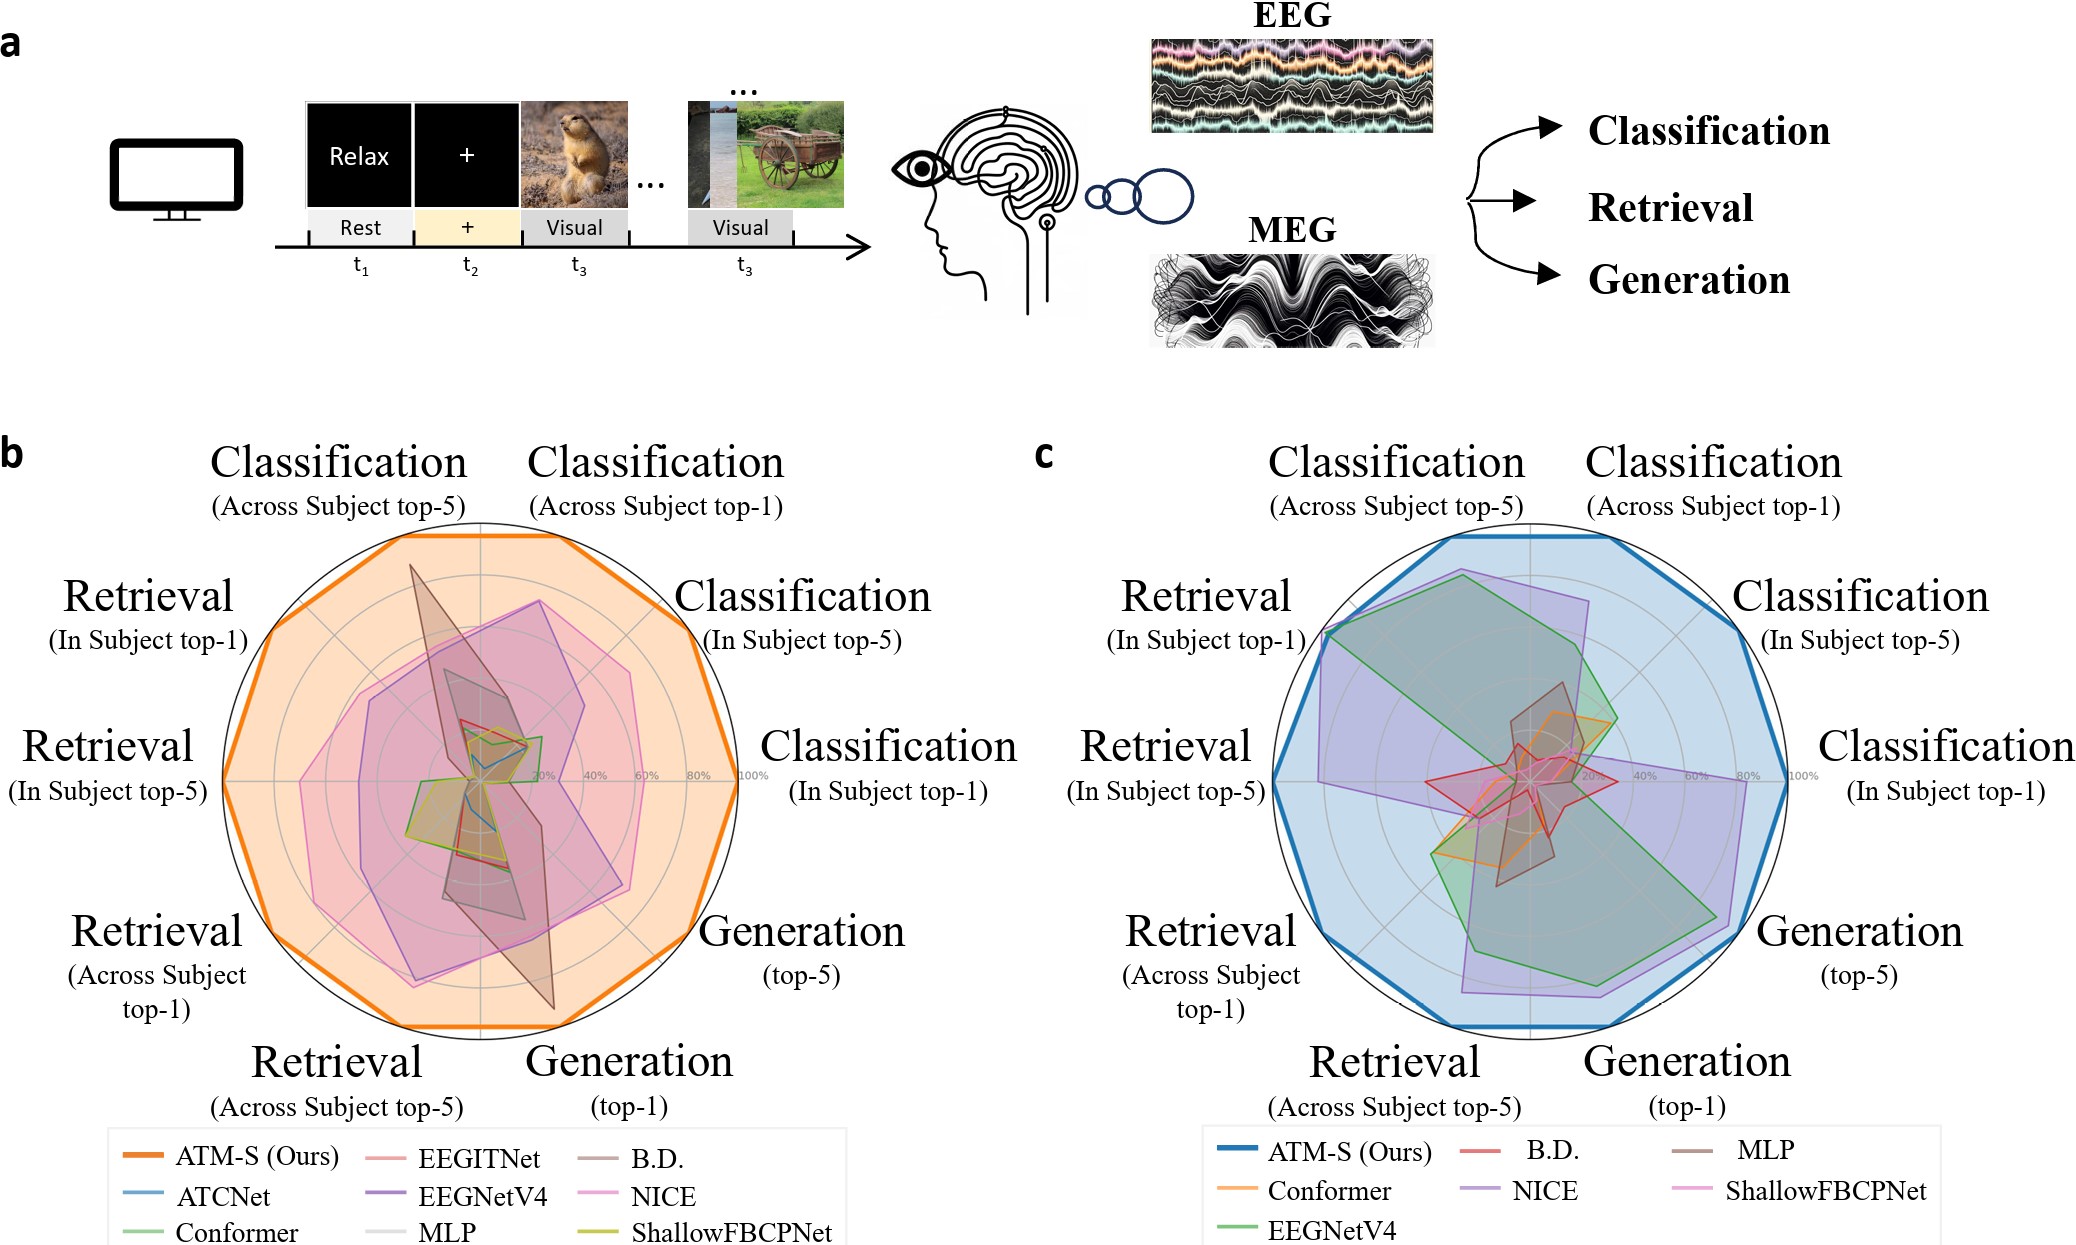 a
EEG
...
Relax
+
...
Rest
+
Visual
Visual
t1
t2
t3
t3
MEG
Classification
Retrieval
Generation
b
Classification
(Across Subject top-5)
Classification
(Across Subject top-1)
Retrieval
(In Subject top-1)
Classification
(In Subject top-5)
Retrieval
(In Subject top-5)
20% 40% 60% 80% 100%
Classification
(In Subject top-1)
Retrieval
(Across Subject
top-1)
Generation
(top-5)
Retrieval
(Across Subject top-5)
Generation
(top-1)
ATM-S (Ours)
EEGITNet
B.D.
ATCNet
EEGNetV4
NICE
Conformer
MLP
ShallowFBCPNet
c
Classification
(Across Subject top-5)
Classification
(Across Subject top-1)
Retrieval
(In Subject top-1)
Classification
(In Subject top-5)
Retrieval
(In Subject top-5)
20% 40% 60% 80% 100%
Classification
(In Subject top-1)
Retrieval
(Across Subject
top-1)
Generation
(top-5)
Retrieval
(Across Subject top-5)
Generation
(top-1)
ATM-S (Ours)
B.D.
MLP
Conformer
NICE
ShallowFBCPNet
EEGNetV4